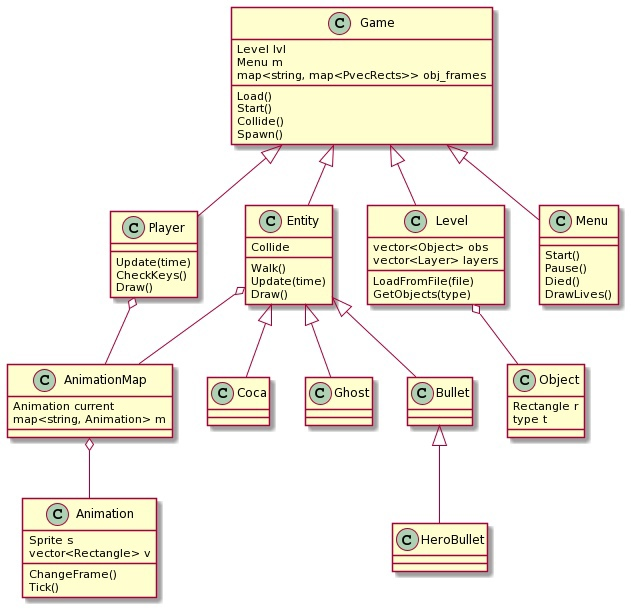 C Game
Level lvl
Menu m
map<string, map<PvecRects>> obj_frames
Load()
Start()
Collide()
Spawn()
C Player
Update(time)
CheckKeys()
Draw()
C Entity
Collide
Walk()
Update(time)
Draw()
C Level
vector<Object> obs
vector<Layer> layers
LoadFromFile(file)
GetObjects(type)
C Menu
Start()
Pause()
Died()
DrawLives()
C AnimationMap
Animation current
map<string, Animation> m
C Coca
C Ghost
C Bullet
C Object
Rectangle r
type t
C Animation
Sprite s
vector<Rectangle> v
ChangeFrame()
Tick()
C HeroBullet